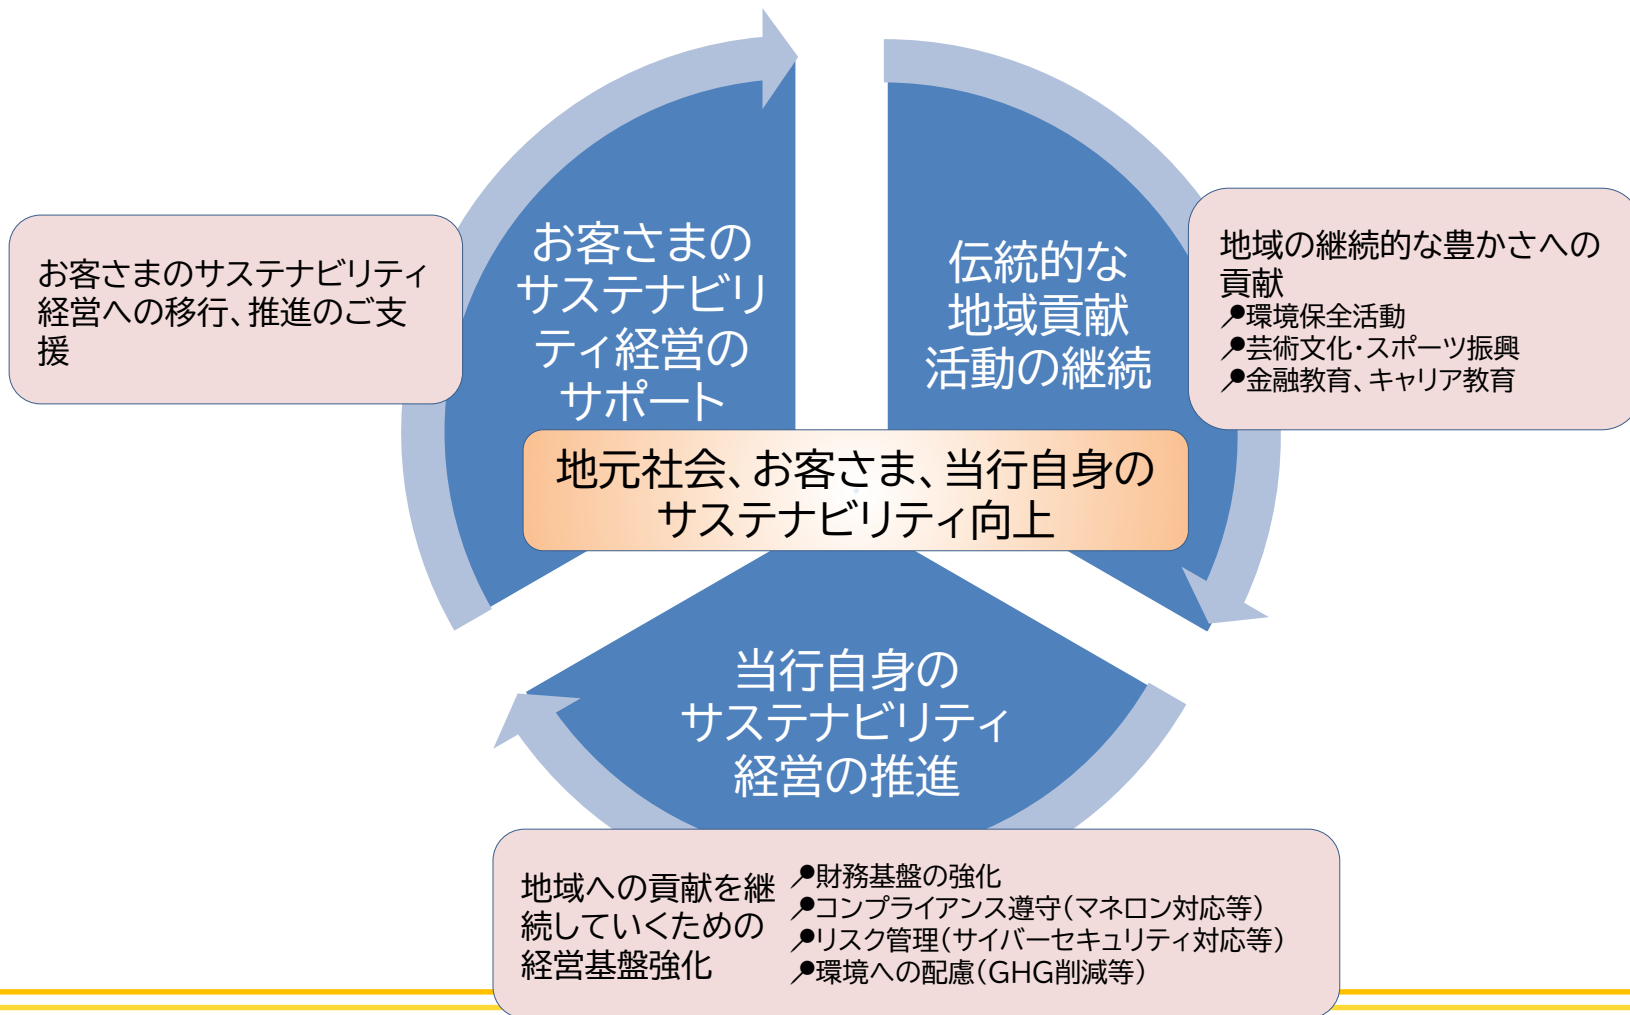 お客さまの
サステナビリ
ティ経営の
サポート
伝統的な
地域貢献
活動の継続
お客さまのサステナビリティ
経営への移行、推進のご支
援
地域の継続的な豊かさへの
貢献
環境保全活動
芸術文化・スポーツ振興
金融教育、キャリア教育
地元社会、お客さま、当行自身の
サステナビリティ向上
当行自身の
サステナビリティ
経営の推進
地域への貢献を継
続していくための
経営基盤強化
財務基盤の強化
コンプライアンス遵守(マネロン対応等)
リスク管理(サイバーセキュリティ対応等)
環境への配慮(GHG削減等)